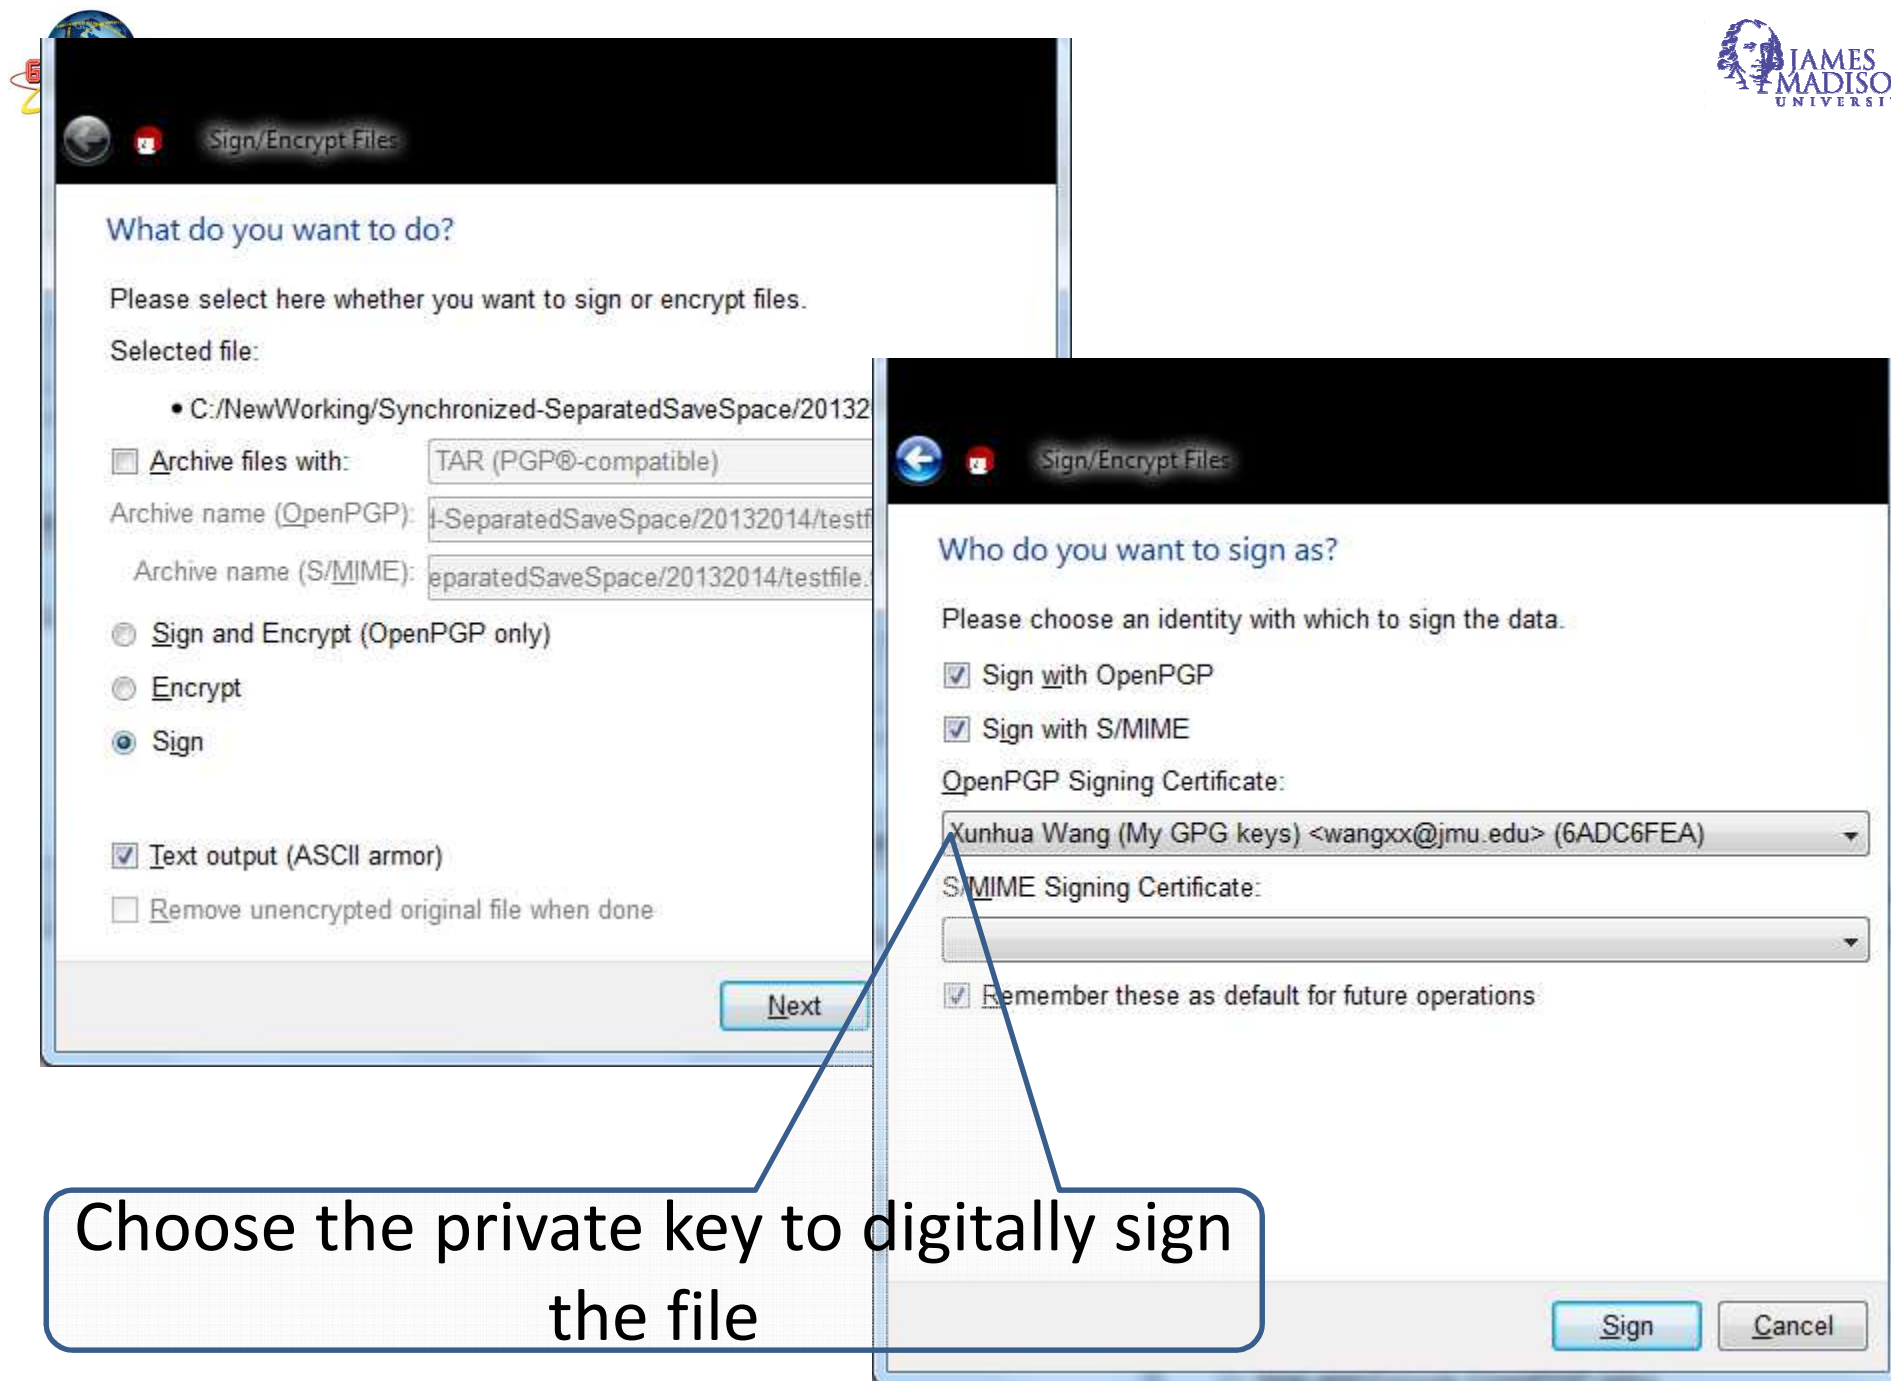 JAMES
MADISO
UNIVERSI
Sign/Encrypt Files
What do you want to do?
Please select here whether you want to sign or encrypt files.
Selected file:
• C:/NewWorking/Synchronized-SeparatedSaveSpace/20132
Archive files with: TAR (PGP®-compatible)
Archive name (OpenPGP): d-SeparatedSaveSpace/20132014/testf
Archive name (S/MIME): eparatedSaveSpace/20132014/testfile.
Sign and Encrypt (OpenPGP only)
Encrypt
Sign
Text output (ASCII armor)
Remove unencrypted original file when done
Next
Sign/Encrypt Files
Who do you want to sign as?
Please choose an identity with which to sign the data.
Sign with OpenPGP
Sign with S/MIME
OpenPGP Signing Certificate:
Xunhua Wang (My GPG keys) <wangxx@jmu.edu> (6ADC6FEA)
S/MIME Signing Certificate:
Remember these as default for future operations
Sign Cancel
Choose the private key to digitally sign
the file